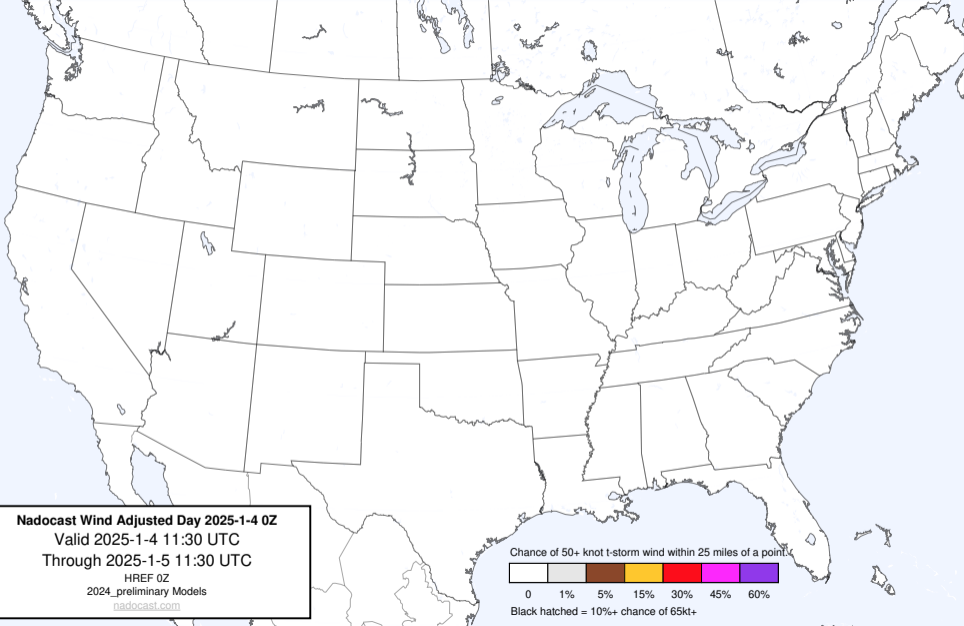 Nadocast Wind Adjusted Day 2025-1-4 0Z
Valid 2025-1-4 11:30 UTC
Through 2025-1-5 11:30 UTC
HREF 0Z
2024_preliminary Models
nadocast.com
Chance of 50+ knot t-storm wind within 25 miles of a point.
0 1% 5% 15% 30% 45% 60%
Black hatched = 10%+ chance of 65kt+